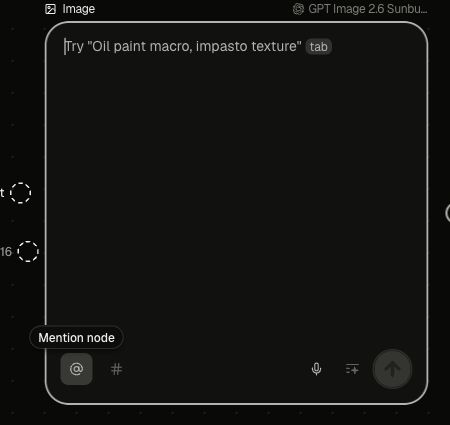 Image
GPT Image 2.6 Sunbu...
Try "Oil paint macro, impasto texture" tab
t
16
Mention node
@ #